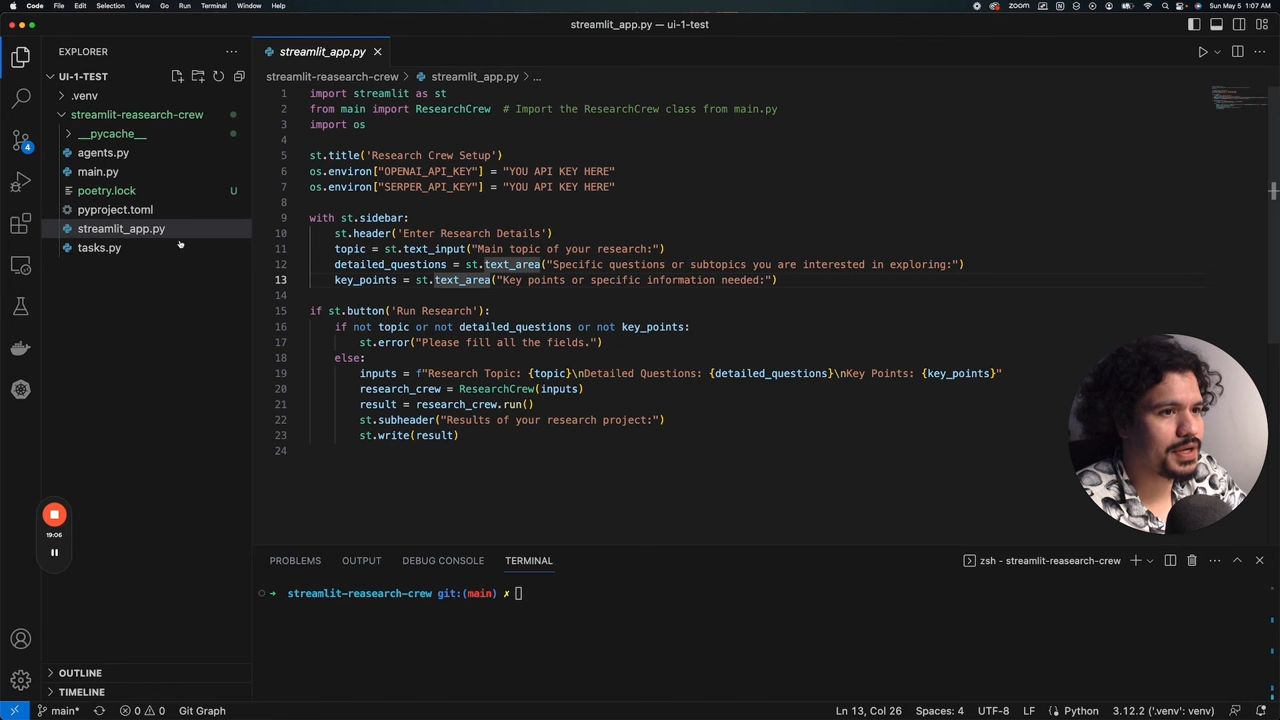 Code File Edit Selection View Go Run Terminal Window Help
zoom
Sun May 5 1:07 AM
streamlit_app.py — ui-1-test
EXPLORER
UI-1-TEST
.venv
streamlit-reasearch-crew
__pycache__
agents.py
main.py
poetry.lock U
pyproject.toml
streamlit_app.py
tasks.py
4
19:06
OUTLINE
TIMELINE
streamlit_app.py
streamlit-reasearch-crew > streamlit_app.py > ...
1 import streamlit as st
2 from main import ResearchCrew # Import the ResearchCrew class from main.py
3 import os
4
5 st.title('Research Crew Setup')
6 os.environ["OPENAI_API_KEY"] = "YOU API KEY HERE"
7 os.environ["SERPER_API_KEY"] = "YOU API KEY HERE"
8
9 with st.sidebar:
10 st.header('Enter Research Details')
11 topic = st.text_input("Main topic of your research:")
12 detailed_questions = st.text_area("Specific questions or subtopics you are interested in exploring:")
13 key_points = st.text_area("Key points or specific information needed:")
14
15 if st.button('Run Research'):
16 if not topic or not detailed_questions or not key_points:
17 st.error("Please fill all the fields.")
18 else:
19 inputs = f"Research Topic: {topic}\nDetailed Questions: {detailed_questions}\nKey Points: {key_points}"
20 research_crew = ResearchCrew(inputs)
21 result = research_crew.run()
22 st.subheader("Results of your research project:")
23 st.write(result)
24
PROBLEMS OUTPUT DEBUG CONSOLE TERMINAL
zsh - streamlit-reasearch-crew
→ streamlit-reasearch-crew git:(main) ✗
main* 0 0 Git Graph
Ln 13, Col 26 Spaces: 4 UTF-8 LF Python 3.12.2 ('.venv': venv)